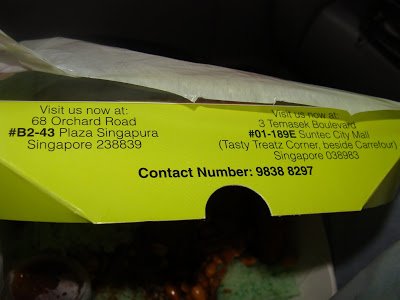 Visit us now at:
68 Orchard Road
#B2-43 Plaza Singapura
Singapore 238839
Visit us now at:
3 Temasek Boulevard
#01-189E Suntec City Mall
(Tasty Treatz Corner, beside Carrefour)
Singapore 038983
Contact Number: 9838 8297